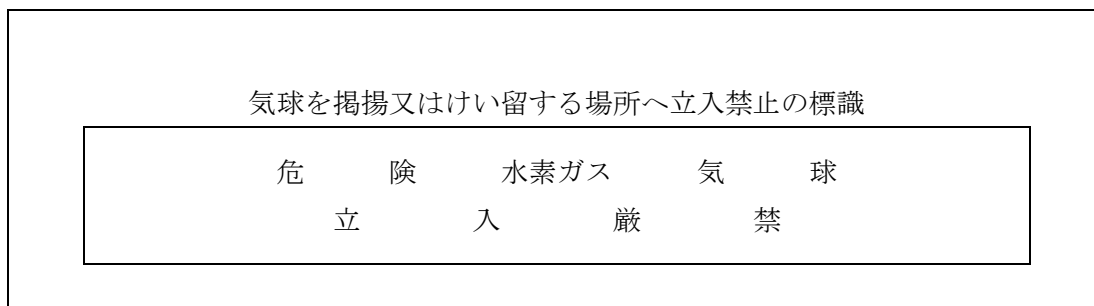 気球を掲揚又はけい留する場所へ立入禁止の標識
危　険　水素ガス　気　球
立　入　厳　禁